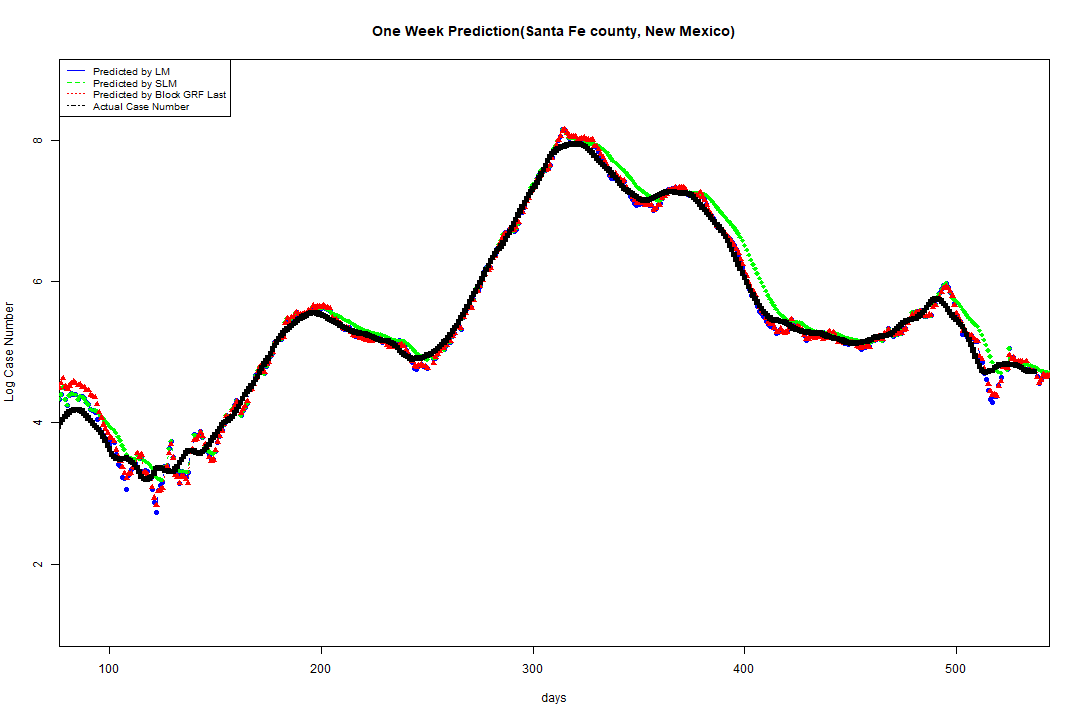 One Week Prediction(Santa Fe county, New Mexico)
Predicted by LM
Predicted by SLM
Predicted by Block GRF Last
Actual Case Number
8
6
4
2
Log Case Number
100 200 300 400 500
days